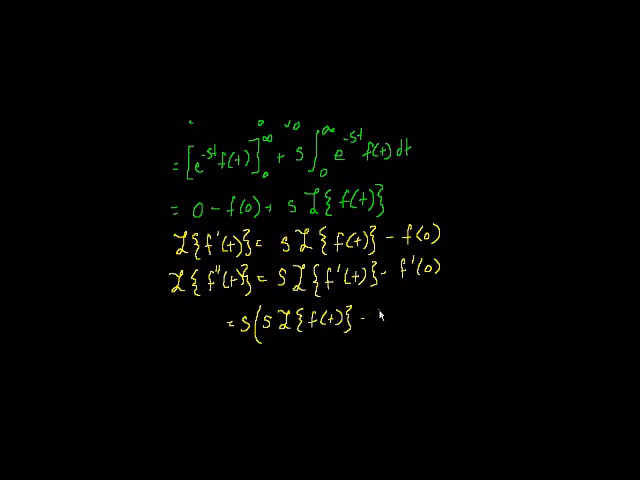 = [e^-st f(t)]_0^∞ + s ∫_0^∞ e^-st f(t) dt
= 0 - f(0) + s L{f(t)}
L{f'(t)} = s L{f(t)} - f(0)
L{f''(t)} = s L{f'(t)} - f'(0)
= s(s L{f(t)} -